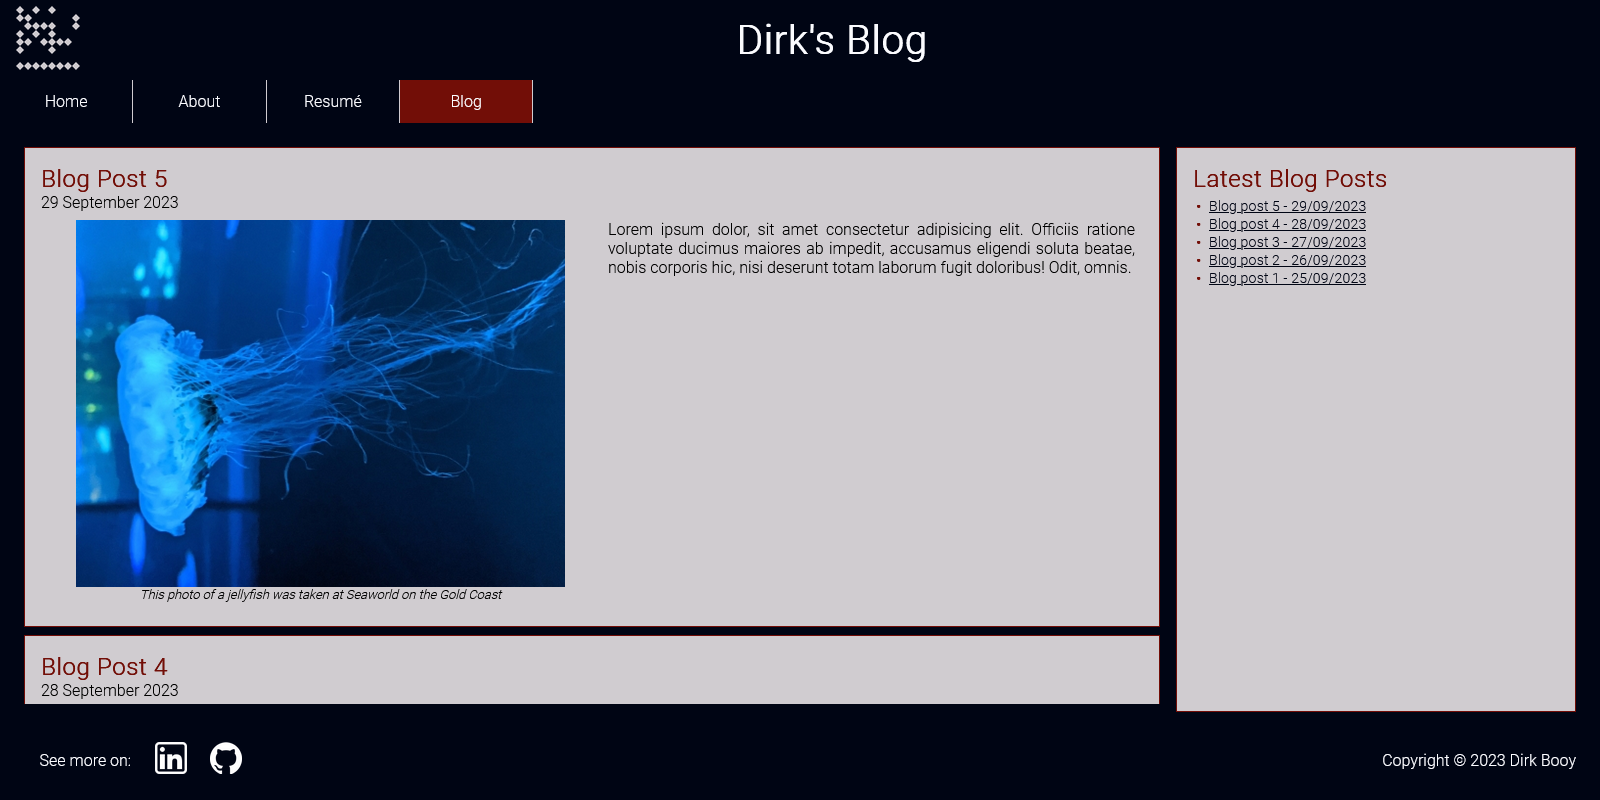 Dirk's Blog
Home
About
Resumé
Blog
Blog Post 5
29 September 2023
Lorem ipsum dolor, sit amet consectetur adipisicing elit. Officiis ratione
voluptate ducimus maiores ab impedit, accusamus eligendi soluta beatae,
nobis corporis hic, nisi deserunt totam laborum fugit doloribus! Odit, omnis.
This photo of a jellyfish was taken at Seaworld on the Gold Coast
Blog Post 4
28 September 2023
Latest Blog Posts
Blog post 5 - 29/09/2023
Blog post 4 - 28/09/2023
Blog post 3 - 27/09/2023
Blog post 2 - 26/09/2023
Blog post 1 - 25/09/2023
See more on:
in
Copyright © 2023 Dirk Booy